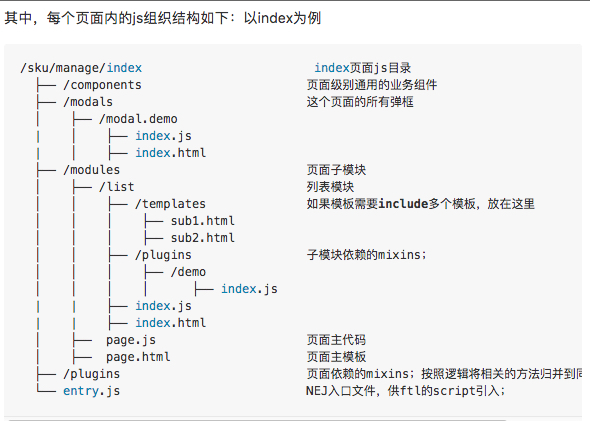 其中，每个页面内的js组织结构如下：以index为例
/sku/manage/index index页面js目录
├── /components 页面级别通用的业务组件
├── /modals 这个页面的所有弹框
│ ├── /modal.demo
│ │ ├── index.js
│ │ ├── index.html
├── /modules 页面子模块
│ ├── /list 列表模块
│ │ ├── /templates 如果模板需要include多个模板，放在这里
│ │ │ ├── sub1.html
│ │ │ ├── sub2.html
│ │ ├── /plugins 子模块依赖的mixins；
│ │ │ ├── /demo
│ │ │ │ ├── index.js
│ │ ├── index.js
│ │ ├── index.html
│ ├── page.js 页面主代码
│ ├── page.html 页面主模板
├── /plugins 页面依赖的mixins；按照逻辑将相关的方法归并到同
└── entry.js NEJ入口文件，供ftl的script引入；